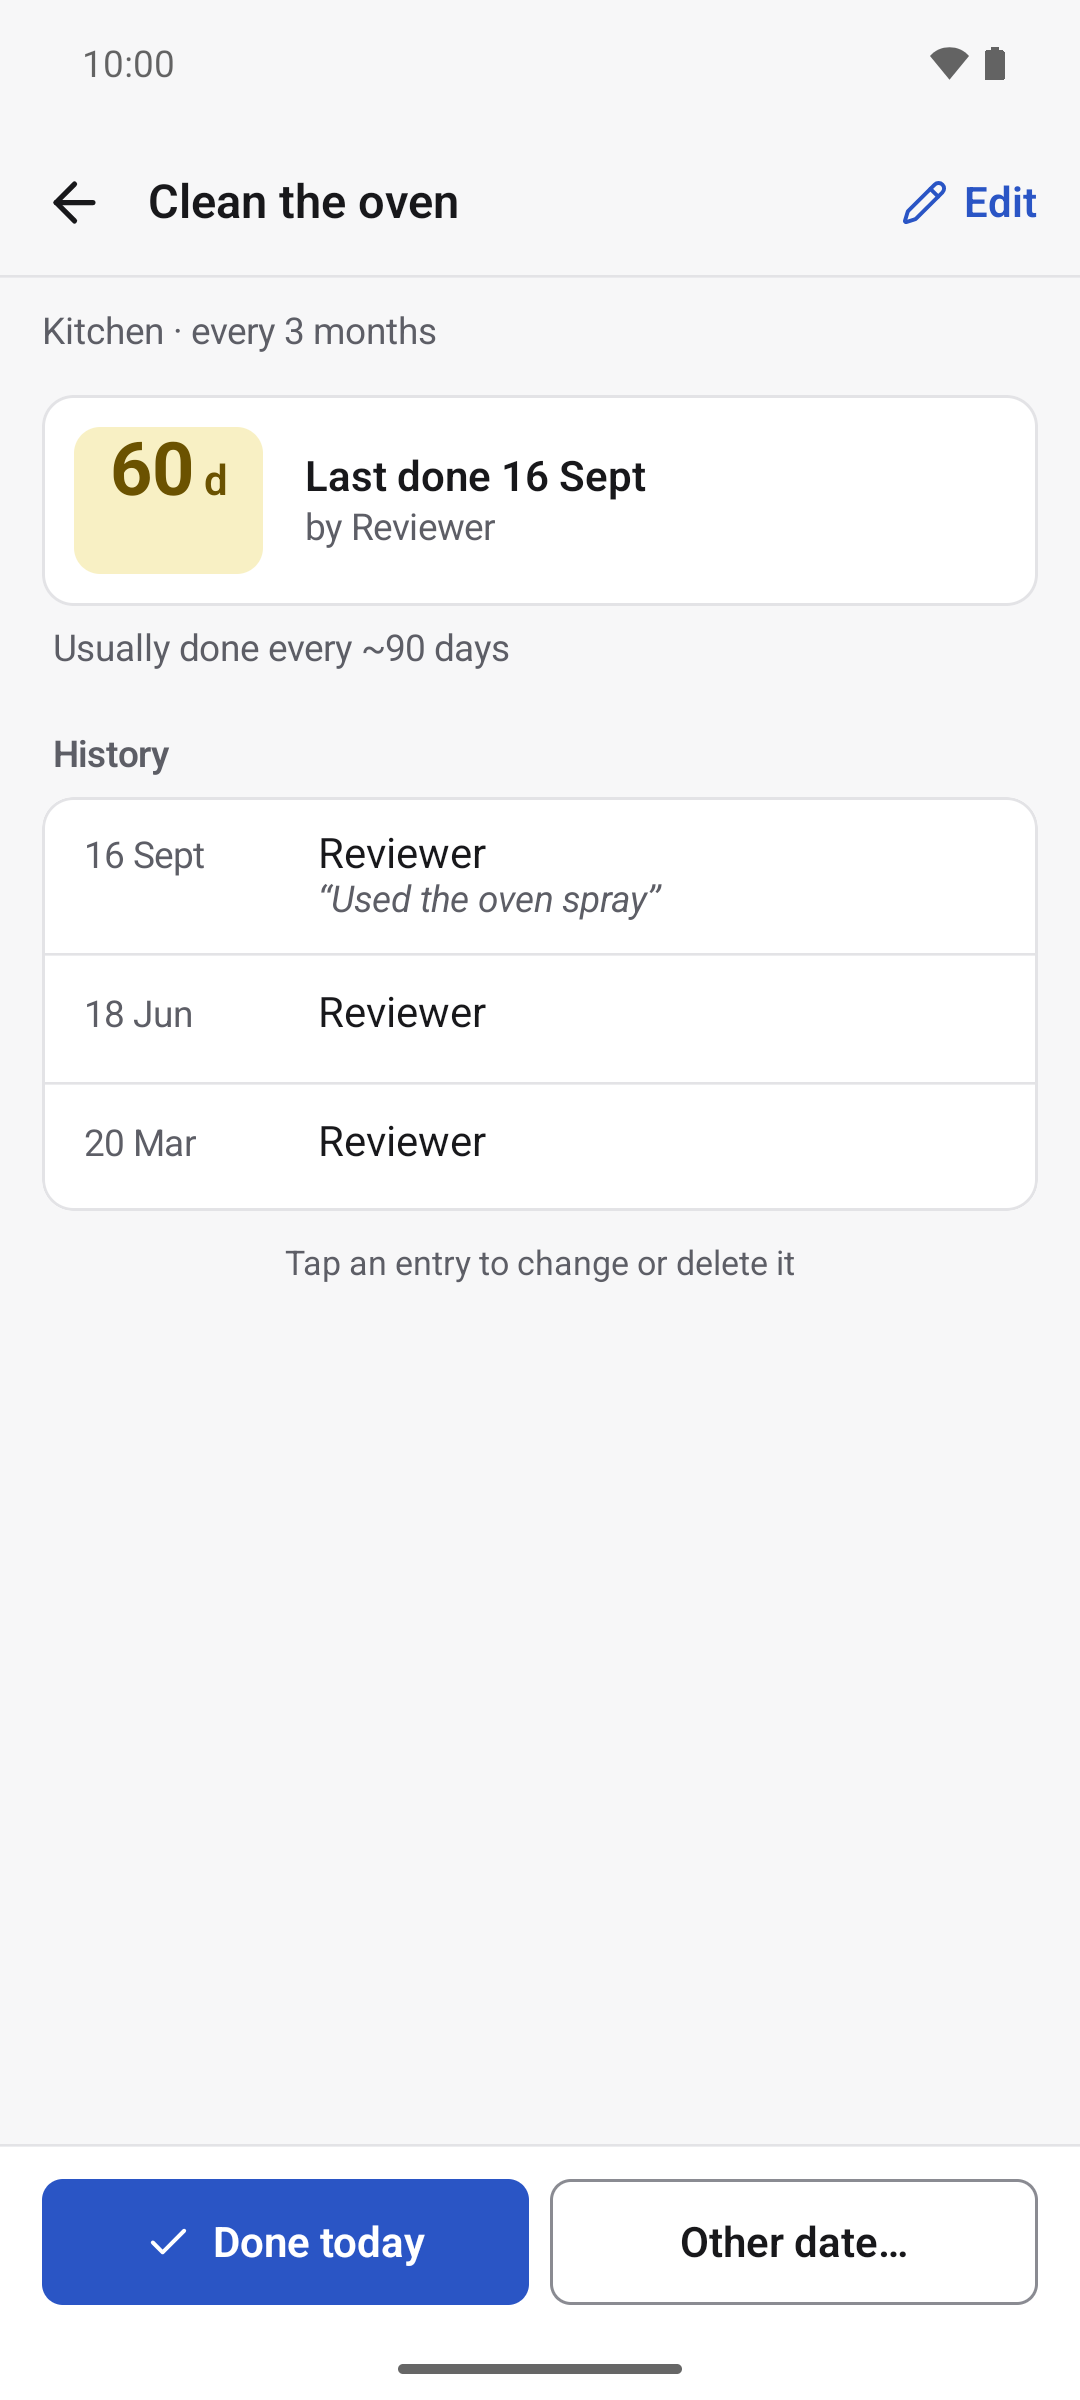 10:00
Clean the oven
Edit
Kitchen · every 3 months
60 d
Last done 16 Sept
by Reviewer
Usually done every ~90 days
History
16 Sept
Reviewer
“Used the oven spray”
18 Jun
Reviewer
20 Mar
Reviewer
Tap an entry to change or delete it
Done today
Other date…